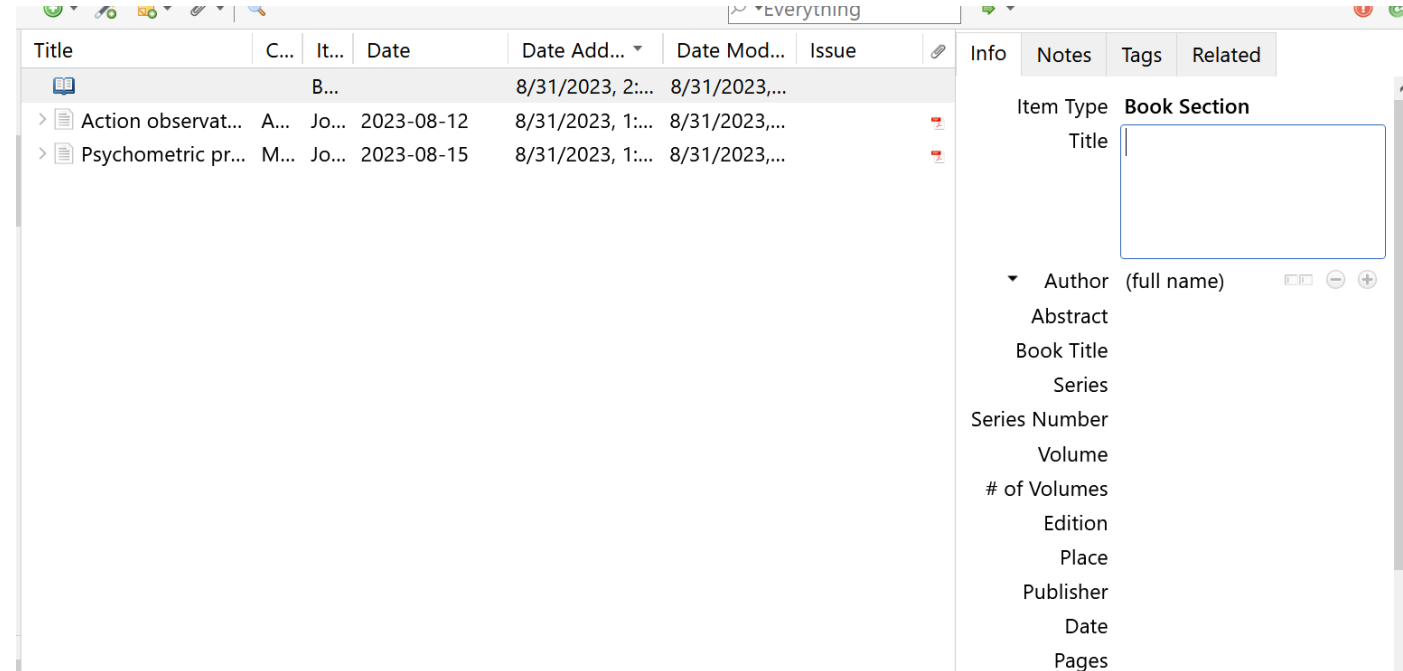 Everything
Title C... It... Date Date Add... Date Mod... Issue
B... 8/31/2023, 2:... 8/31/2023,...
Action observat... A... Jo... 2023-08-12 8/31/2023, 1:... 8/31/2023,...
Psychometric pr... M... Jo... 2023-08-15 8/31/2023, 1:... 8/31/2023,...
Info Notes Tags Related
Item Type Book Section
Title
Author (full name)
Abstract
Book Title
Series
Series Number
Volume
# of Volumes
Edition
Place
Publisher
Date
Pages